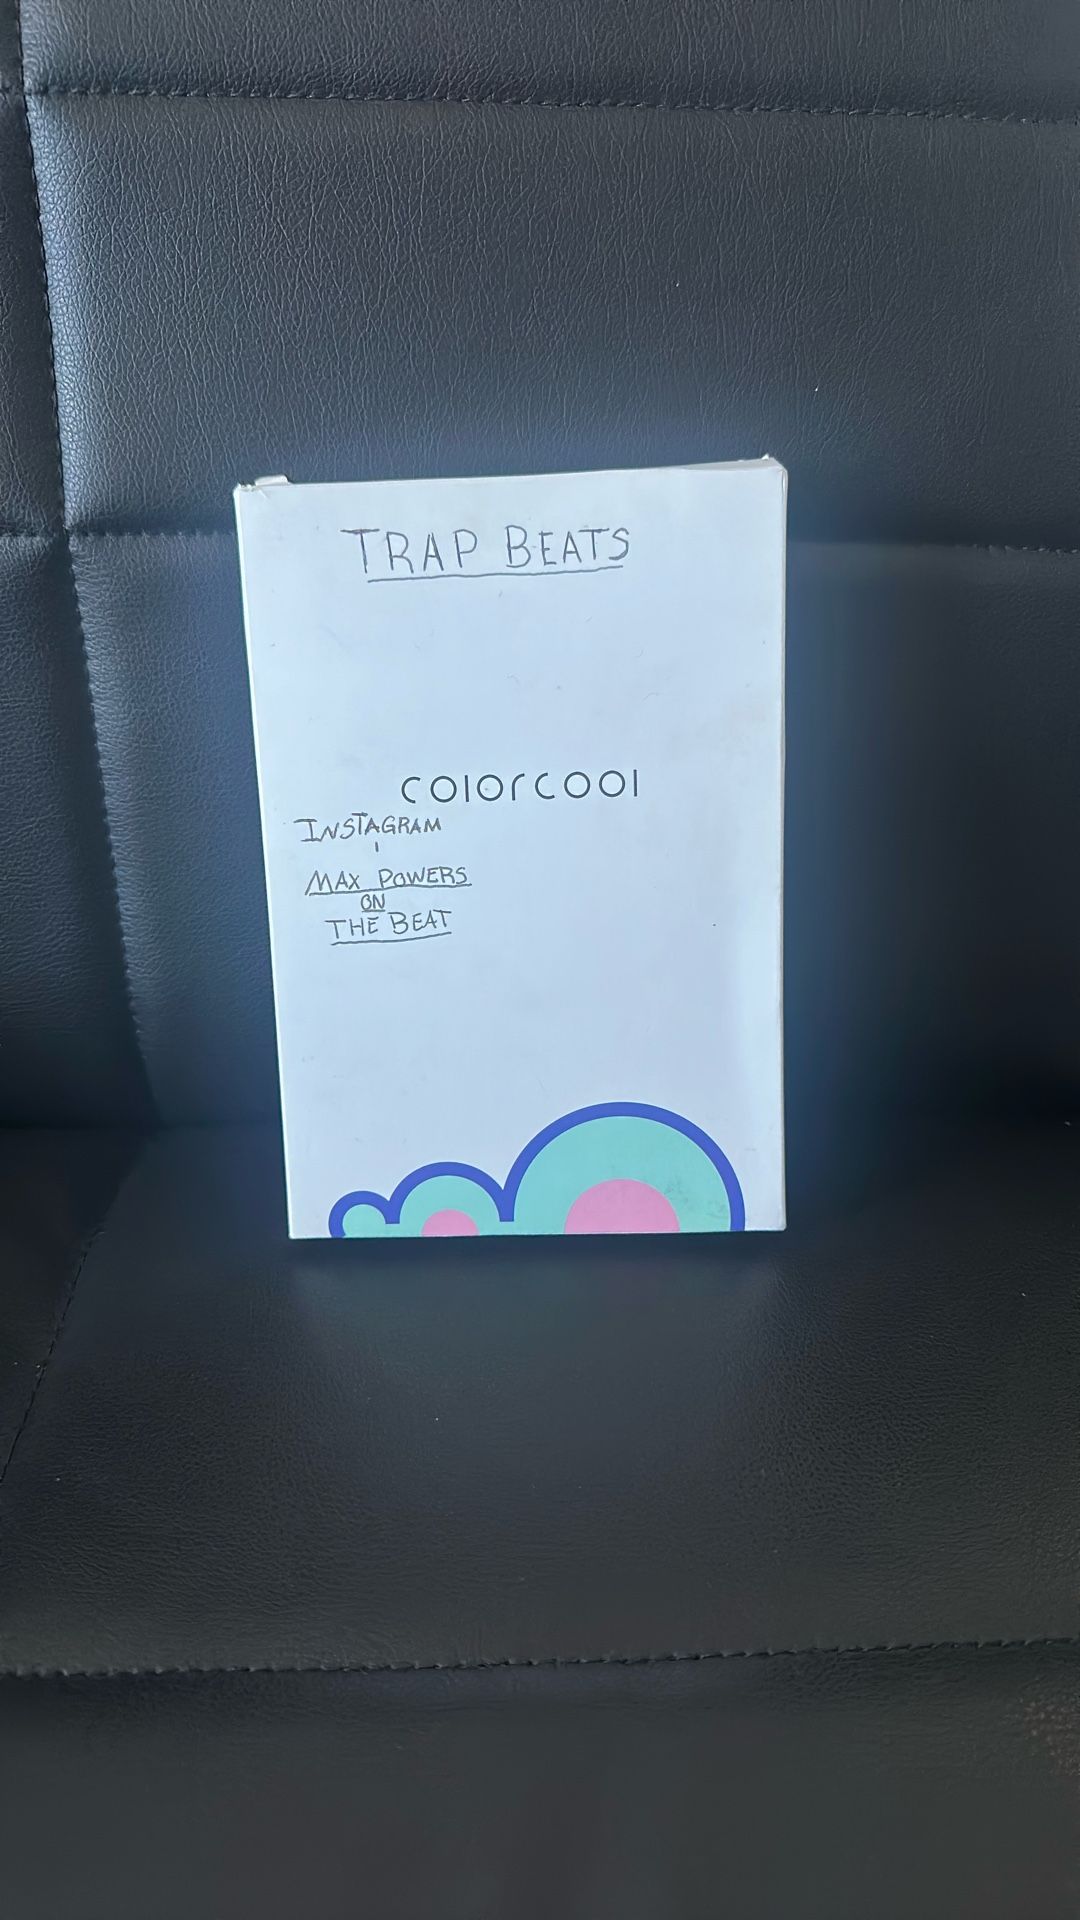 TRAP BEATS
colorcool
INSTAGRAM
MAX POWERS
ON
THE BEAT